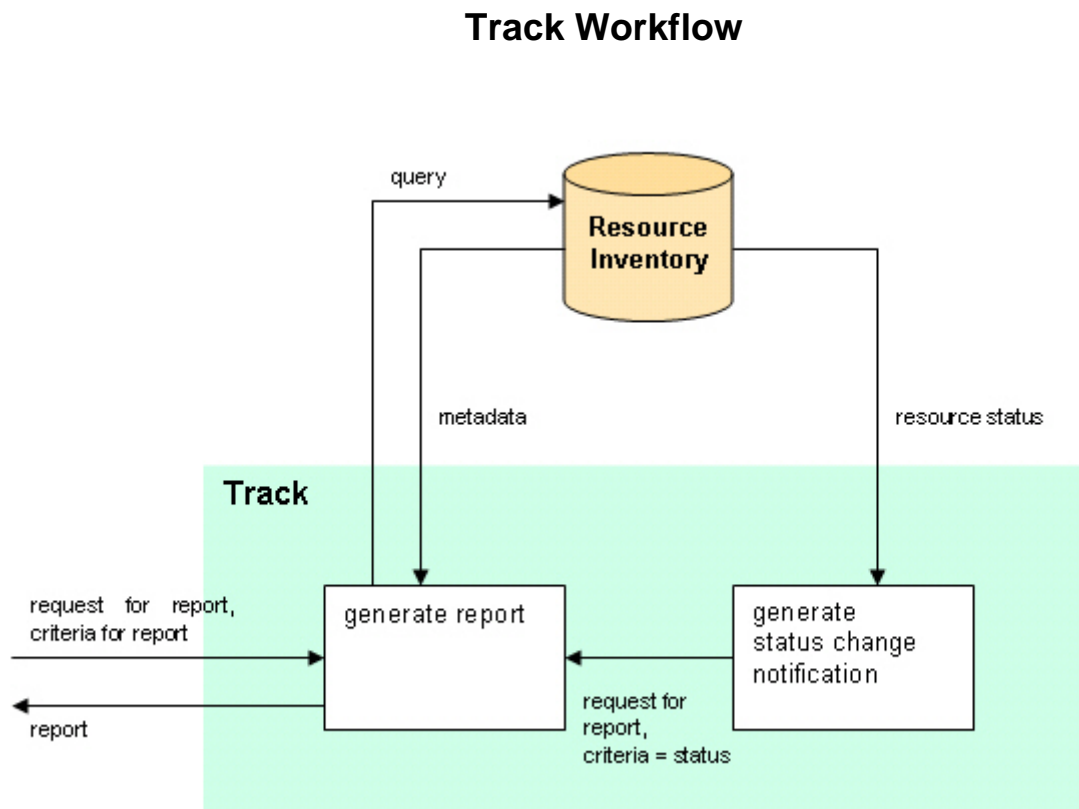 Track Workflow
query
Resource
Inventory
metadata
resource status
Track
request for report,
criteria for report
generate report
generate
status change
notification
request for
report,
criteria = status
report